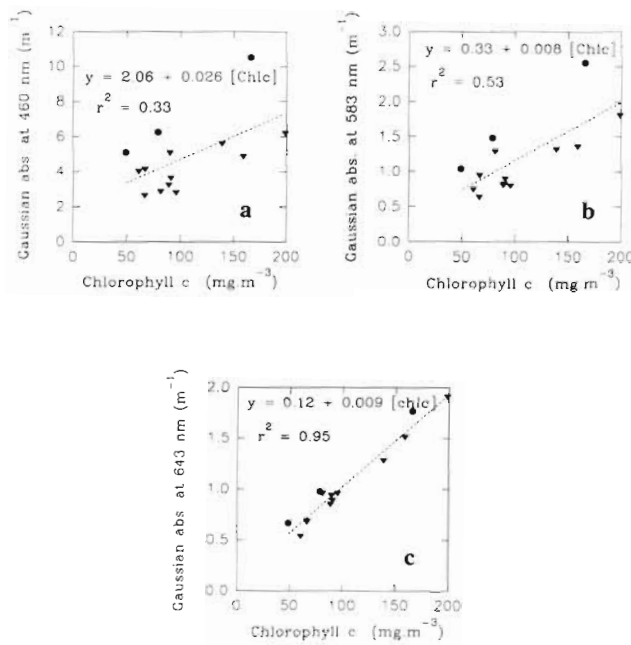 Gaussian abs. at 460 nm (m⁻¹)
12
10
8
6
4
2
0
y = 2.06 + 0.026 [Chlc]
r² = 0.33
a
0 50 100 150 200
Chlorophyll c (mg.m⁻³)
Gaussian abs. at 583 nm (m⁻¹)
3.0
2.5
2.0
1.5
1.0
0.5
0.0
y = 0.33 + 0.008 [Chlc]
r² = 0.53
b
0 50 100 150 200
Chlorophyll c (mg.m⁻³)
Gaussian abs. at 643 nm (m⁻¹)
2.0
1.5
1.0
0.5
0.0
y = 0.12 + 0.009 [chlc]
r² = 0.95
c
0 50 100 150 200
Chlorophyll c (mg.m⁻³)